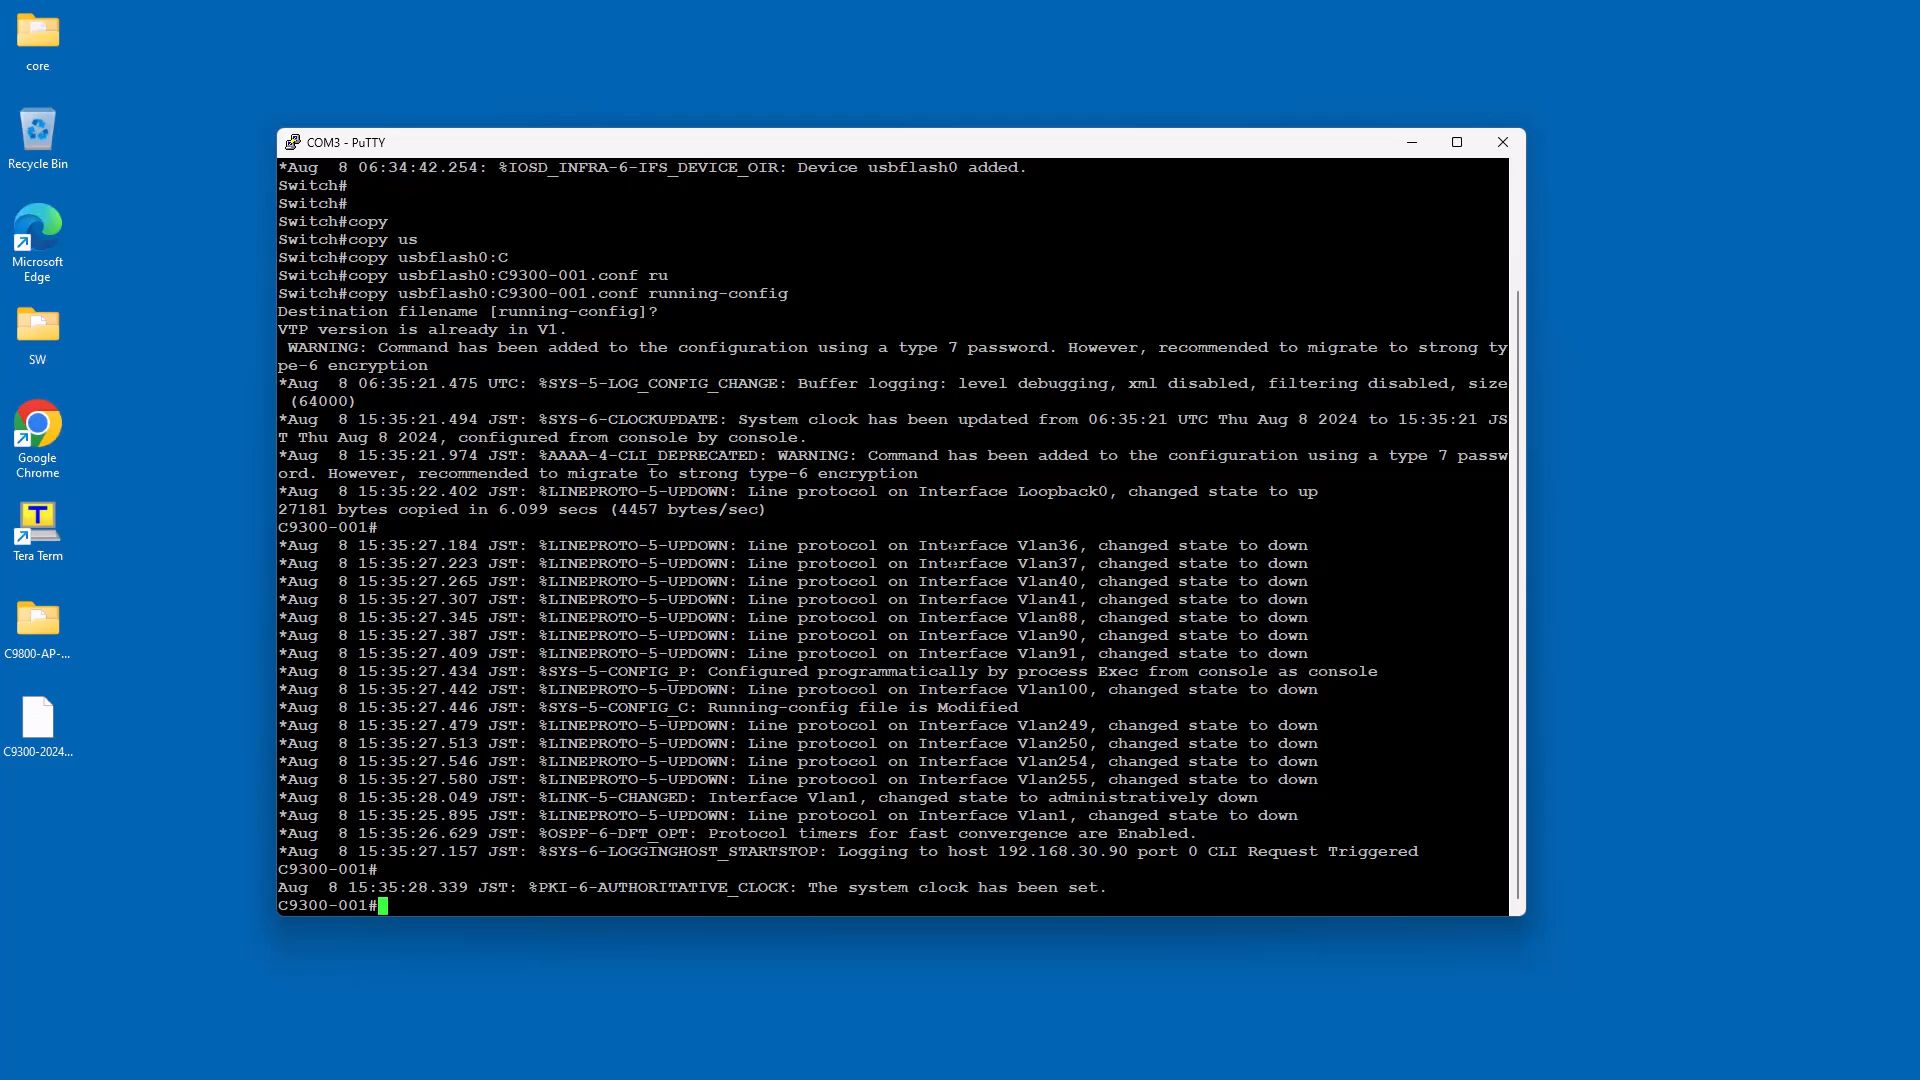 core
Recycle Bin
Microsoft
Edge
SW
Google
Chrome
Tera Term
C9800-AP-...
C9300-2024...
COM3 - PuTTY
*Aug  8 06:34:42.254: %IOSD_INFRA-6-IFS_DEVICE_OIR: Device usbflash0 added.
Switch#
Switch#
Switch#copy
Switch#copy us
Switch#copy usbflash0:C
Switch#copy usbflash0:C9300-001.conf ru
Switch#copy usbflash0:C9300-001.conf running-config
Destination filename [running-config]?
VTP version is already in V1.
 WARNING: Command has been added to the configuration using a type 7 password. However, recommended to migrate to strong ty
pe-6 encryption
*Aug  8 06:35:21.475 UTC: %SYS-5-LOG_CONFIG_CHANGE: Buffer logging: level debugging, xml disabled, filtering disabled, size
 (64000)
*Aug  8 15:35:21.494 JST: %SYS-6-CLOCKUPDATE: System clock has been updated from 06:35:21 UTC Thu Aug 8 2024 to 15:35:21 JS
T Thu Aug 8 2024, configured from console by console.
*Aug  8 15:35:21.974 JST: %AAAA-4-CLI_DEPRECATED: WARNING: Command has been added to the configuration using a type 7 passw
ord. However, recommended to migrate to strong type-6 encryption
*Aug  8 15:35:22.402 JST: %LINEPROTO-5-UPDOWN: Line protocol on Interface Loopback0, changed state to up
27181 bytes copied in 6.099 secs (4457 bytes/sec)
C9300-001#
*Aug  8 15:35:27.184 JST: %LINEPROTO-5-UPDOWN: Line protocol on Interface Vlan36, changed state to down
*Aug  8 15:35:27.223 JST: %LINEPROTO-5-UPDOWN: Line protocol on Interface Vlan37, changed state to down
*Aug  8 15:35:27.265 JST: %LINEPROTO-5-UPDOWN: Line protocol on Interface Vlan40, changed state to down
*Aug  8 15:35:27.307 JST: %LINEPROTO-5-UPDOWN: Line protocol on Interface Vlan41, changed state to down
*Aug  8 15:35:27.345 JST: %LINEPROTO-5-UPDOWN: Line protocol on Interface Vlan88, changed state to down
*Aug  8 15:35:27.387 JST: %LINEPROTO-5-UPDOWN: Line protocol on Interface Vlan90, changed state to down
*Aug  8 15:35:27.409 JST: %LINEPROTO-5-UPDOWN: Line protocol on Interface Vlan91, changed state to down
*Aug  8 15:35:27.434 JST: %SYS-5-CONFIG_P: Configured programmatically by process Exec from console as console
*Aug  8 15:35:27.442 JST: %LINEPROTO-5-UPDOWN: Line protocol on Interface Vlan100, changed state to down
*Aug  8 15:35:27.446 JST: %SYS-5-CONFIG_C: Running-config file is Modified
*Aug  8 15:35:27.479 JST: %LINEPROTO-5-UPDOWN: Line protocol on Interface Vlan249, changed state to down
*Aug  8 15:35:27.513 JST: %LINEPROTO-5-UPDOWN: Line protocol on Interface Vlan250, changed state to down
*Aug  8 15:35:27.546 JST: %LINEPROTO-5-UPDOWN: Line protocol on Interface Vlan254, changed state to down
*Aug  8 15:35:27.580 JST: %LINEPROTO-5-UPDOWN: Line protocol on Interface Vlan255, changed state to down
*Aug  8 15:35:28.049 JST: %LINK-5-CHANGED: Interface Vlan1, changed state to administratively down
*Aug  8 15:35:25.895 JST: %LINEPROTO-5-UPDOWN: Line protocol on Interface Vlan1, changed state to down
*Aug  8 15:35:26.629 JST: %OSPF-6-DFT_OPT: Protocol timers for fast convergence are Enabled.
*Aug  8 15:35:27.157 JST: %SYS-6-LOGGINGHOST_STARTSTOP: Logging to host 192.168.30.90 port 0 CLI Request Triggered
C9300-001#
Aug  8 15:35:28.339 JST: %PKI-6-AUTHORITATIVE_CLOCK: The system clock has been set.
C9300-001#